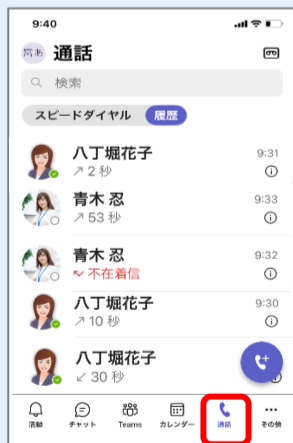 9:40
宮あ 通話
検索
スピードダイヤル 履歴
八丁堀花子 9:31
↗ 2 秒
青木 忍 9:33
↗ 53 秒
青木 忍 9:32
不在着信
八丁堀花子 9:30
↗ 10 秒
八丁堀花子
↙ 30 秒
活動 チャット Teams カレンダー 通話 その他